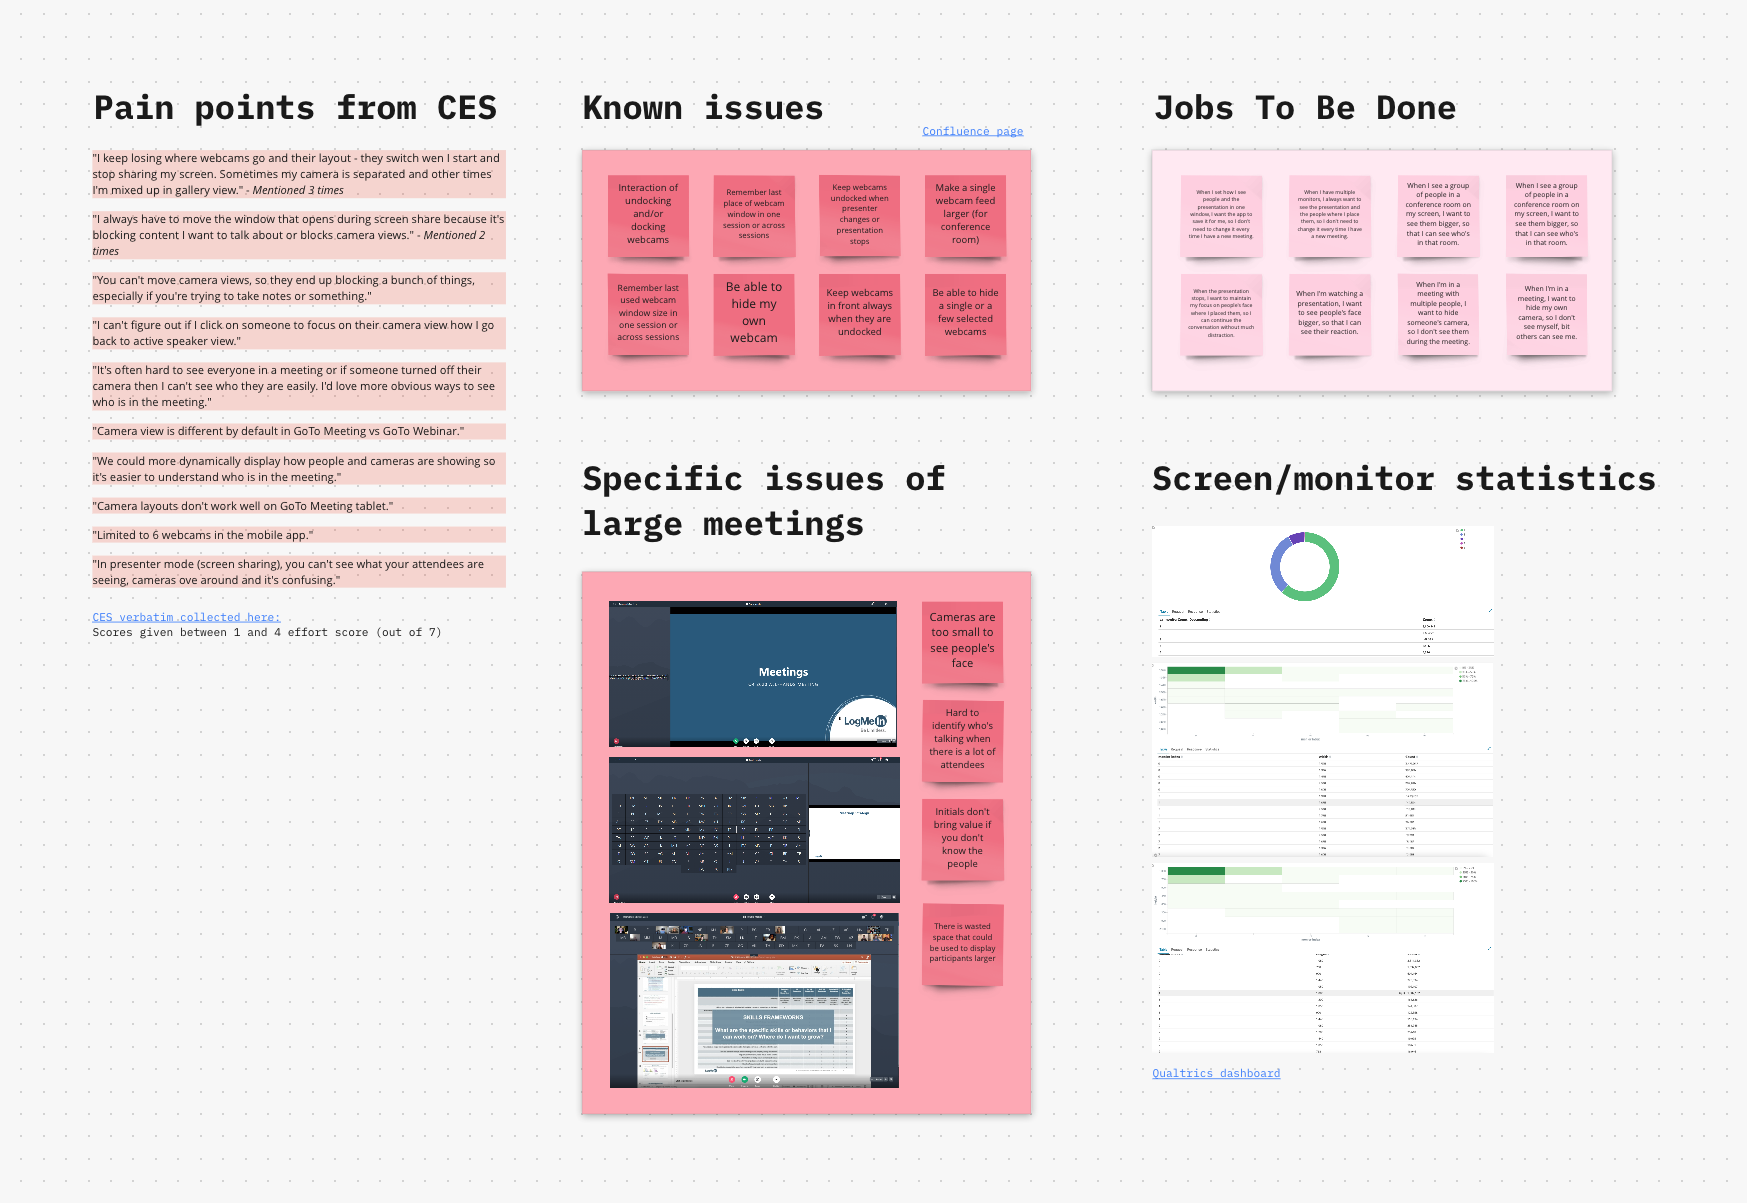 Pain points from CES
"I keep losing where webcams go and their layout - they switch wen I start and
stop sharing my screen. Sometimes my camera is separated and other times
I'm mixed up in gallery view." - Mentioned 3 times
"I always have to move the window that opens during screen share because it's
blocking content I want to talk about or blocks camera views." - Mentioned 2
times
"You can't move camera views, so they end up blocking a bunch of things,
especially if you're trying to take notes or something."
"I can't figure out if I click on someone to focus on their camera view how I go
back to active speaker view."
"It's often hard to see everyone in a meeting or if someone turned off their
camera then I can't see who they are easily. I'd love more obvious ways to see
who is in the meeting."
"Camera view is different by default in GoTo Meeting vs GoTo Webinar."
"We could more dynamically display how people and cameras are showing so
it's easier to understand who is in the meeting."
"Camera layouts don't work well on GoTo Meeting tablet."
"Limited to 6 webcams in the mobile app."
"In presenter mode (screen sharing), you can't see what your attendees are
seeing, cameras ove around and it's confusing."
CES verbatim collected here:
Scores given between 1 and 4 effort score (out of 7)
Known issues
Confluence page
Interaction of
undocking
and/or
docking
webcams
Remember last
place of webcam
window in one
session or across
sessions
Keep webcams
undocked when
presenter
changes or
presentation
stops
Make a single
webcam feed
larger (for
conference
room)
Remember last
used webcam
window size in
one session or
across sessions
Be able to
hide my
own
webcam
Keep webcams
in front always
when they are
undocked
Be able to hide
a single or a
few selected
webcams
Jobs To Be Done
When I set how I see
people and the
presentation in one
window, I want the app to
save it for me, so I don't
need to change it every
time I have a new meeting.
When I have multiple
monitors, I always want to
see the presentation and
the people where I place
them, so I don't need to
change it every time I have
a new meeting.
When I see a group
of people in a
conference room on
my screen, I want to
see them bigger, so
that I can see who's
in that room.
When I see a group
of people in a
conference room on
my screen, I want to
see them bigger, so
that I can see who's
in that room.
When the presentation
stops, I want to maintain
my focus on people's face
where I placed them, so I
can continue the
conversation without much
distraction.
When I'm watching a
presentation, I want
to see people's face
bigger, so that I can
see their reaction.
When I'm in a
meeting with
multiple people, I
want to hide
someone's camera,
so I don't see them
during the meeting.
When I'm in a
meeting, I want to
hide my own
camera, so I don't
see myself, bit
others can see me.
Specific issues of
large meetings
Meetings
LogMeIn
SKILLS FRAMEWORKS
What are the specific skills or behaviors that I
can work on? Where do I want to grow?
Cameras are
too small to
see people's
face
Hard to
identify who's
talking when
there is a lot of
attendees
Initials don't
bring value if
you don't
know the
people
There is wasted
space that could
be used to display
participants larger
Screen/monitor statistics
Table Request Response Statistics
Table Request Response Statistics
Table Request Response Statistics
Qualtrics dashboard